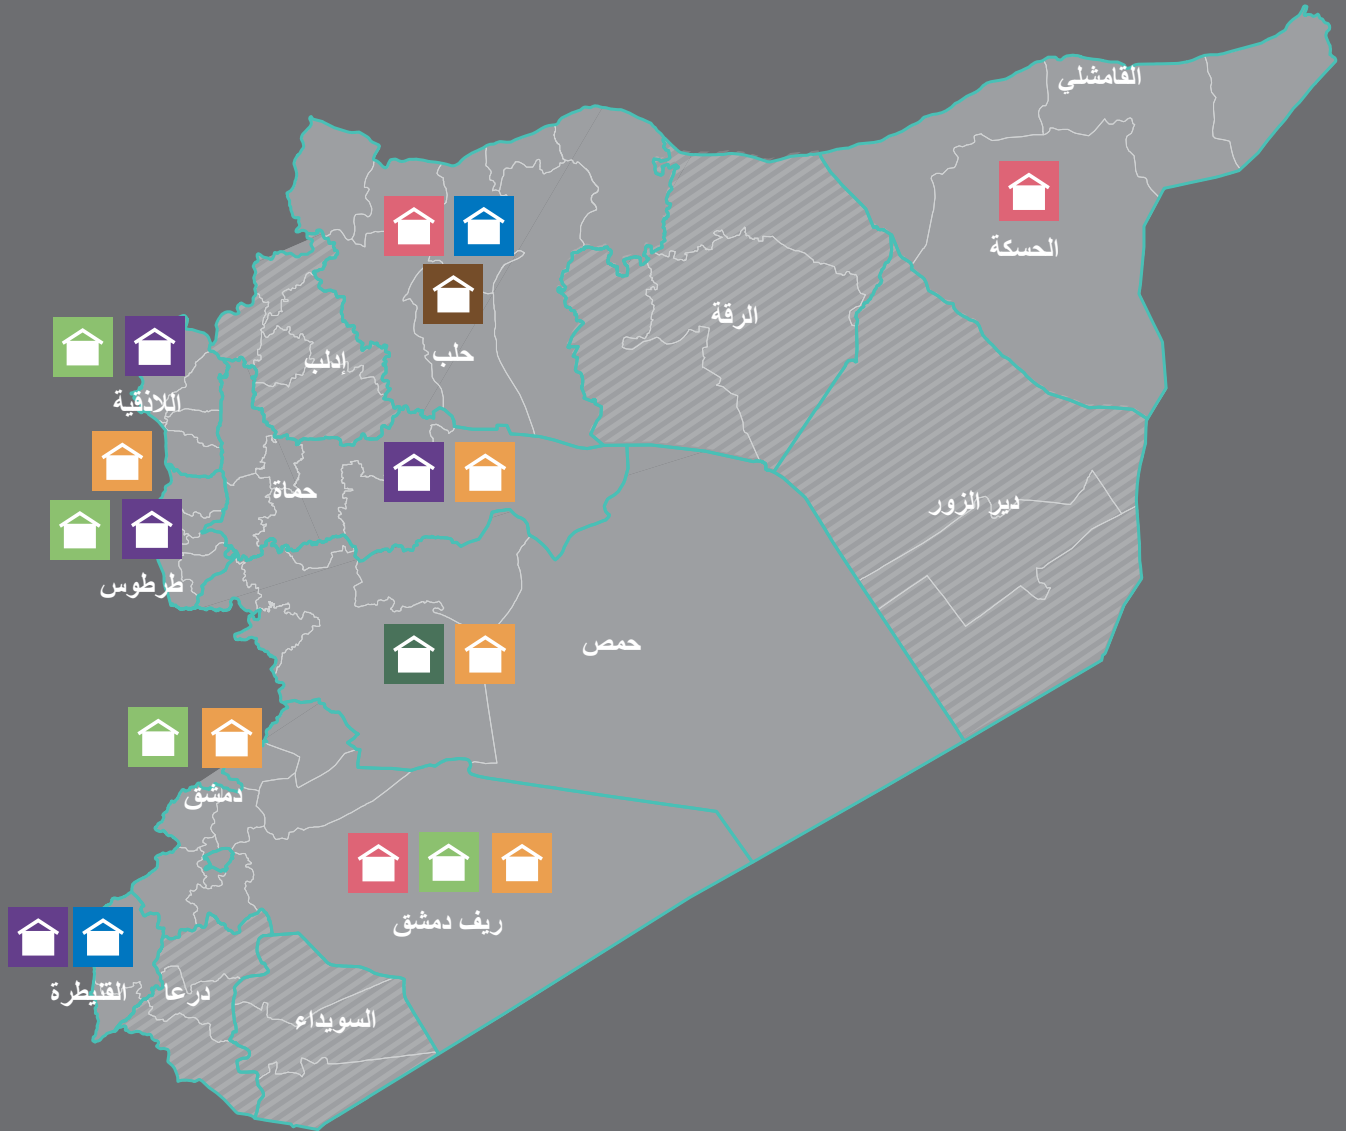 القامشلي
الحسكة
الرقة
حلب
إدلب
اللاذقية
حماة
دير الزور
طرطوس
حمص
دمشق
ريف دمشق
القنيطرة
درعا
السويداء